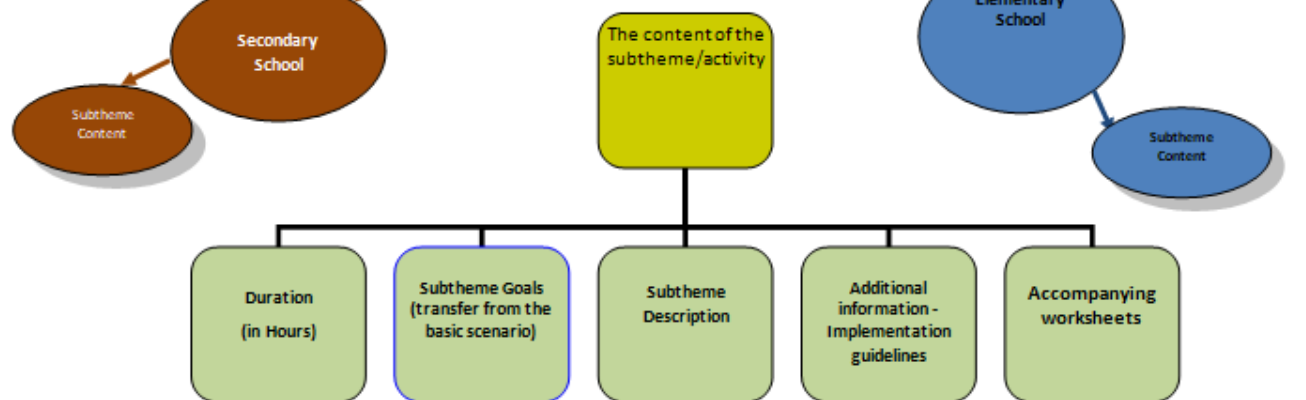 Secondary
School
Subtheme
Content
The content of the
subtheme/activity
Elementary
School
Subtheme
Content
Duration
(in Hours)
Subtheme Goals
(transfer from the
basic scenario)
Subtheme
Description
Additional
information -
Implementation
guidelines
Accompanying
worksheets